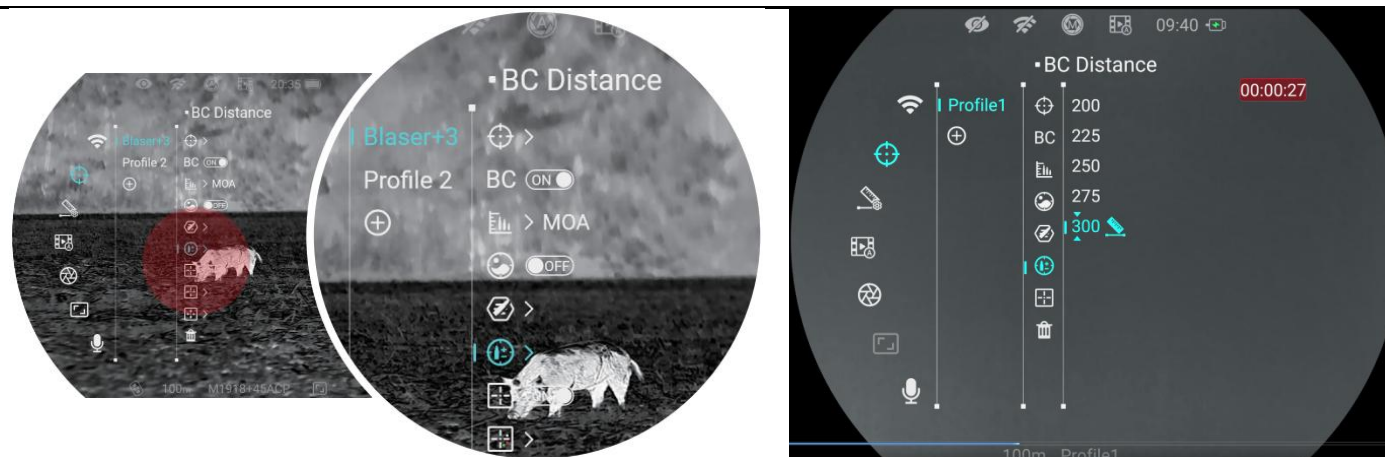 20:35
BC Distance
Blaser+3
Profile 2
BC ON
MOA
OFF
100m M1918+45ACP
BC Distance
Blaser+3
Profile 2
BC ON
MOA
OFF
ON
09:40
BC Distance
00:00:27
Profile1
200
BC 225
250
275
300
100m Profile1